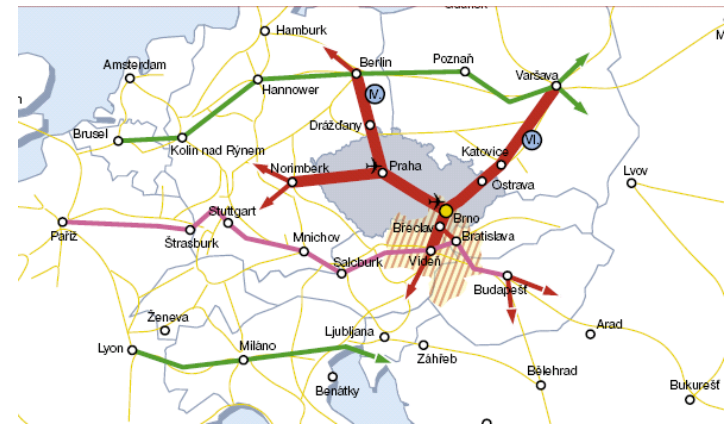 Gdaňsk
Hamburk
Amsterdam
Berlin
Poznaň
Varšava
Hannower
IV.
Brusel
Drážďany
Kolín nad Rýnem
VI.
Katovice
Norimberk
Praha
Ostrava
Lvov
Stuttgart
Brno
Břeclav
Paříž
Štrasburk
Mnichov
Bratislava
Vídeň
Salcburk
Budapešť
Ženeva
Ljubljana
Arad
Lyon
Miláno
Záhřeb
Bělehrad
Benátky
Bukurešť